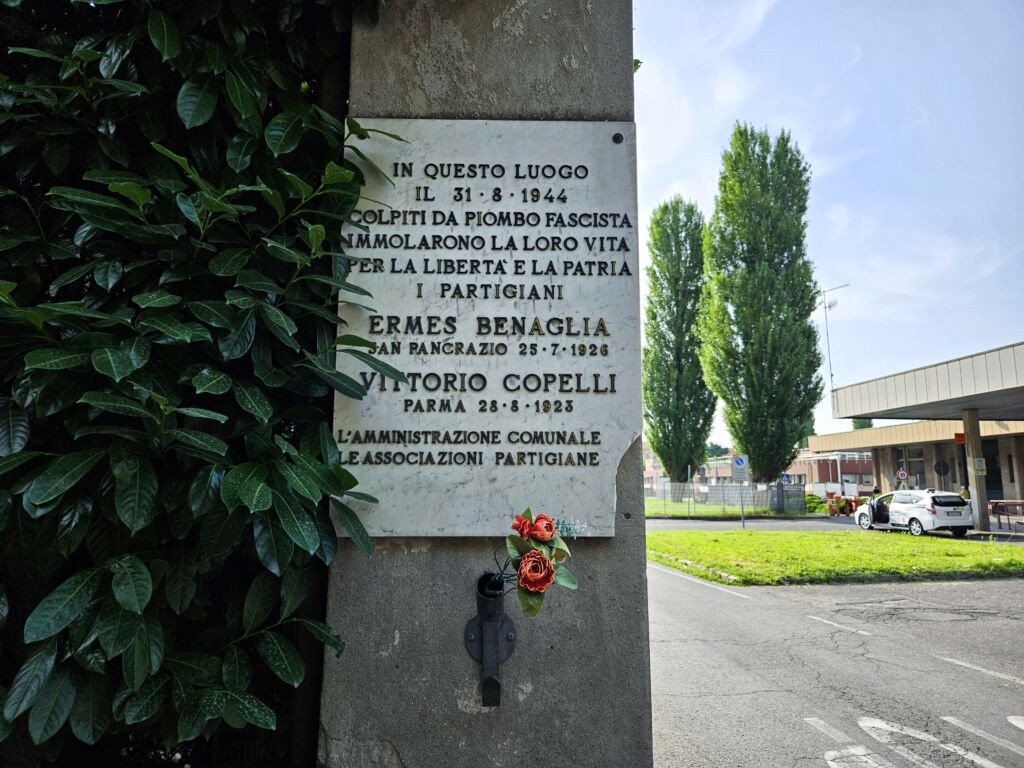 IN QUESTO LUOGO
IL 31 · 8 · 1944
COLPITI DA PIOMBO FASCISTA
IMMOLARONO LA LORO VITA
PER LA LIBERTA' E LA PATRIA
I PARTIGIANI
ERMES BENAGLIA
SAN PANCRAZIO 25 · 7 · 1926
VITTORIO COPELLI
PARMA 28 · 8 · 1923
L'AMMINISTRAZIONE COMUNALE
LE ASSOCIAZIONI PARTIGIANE